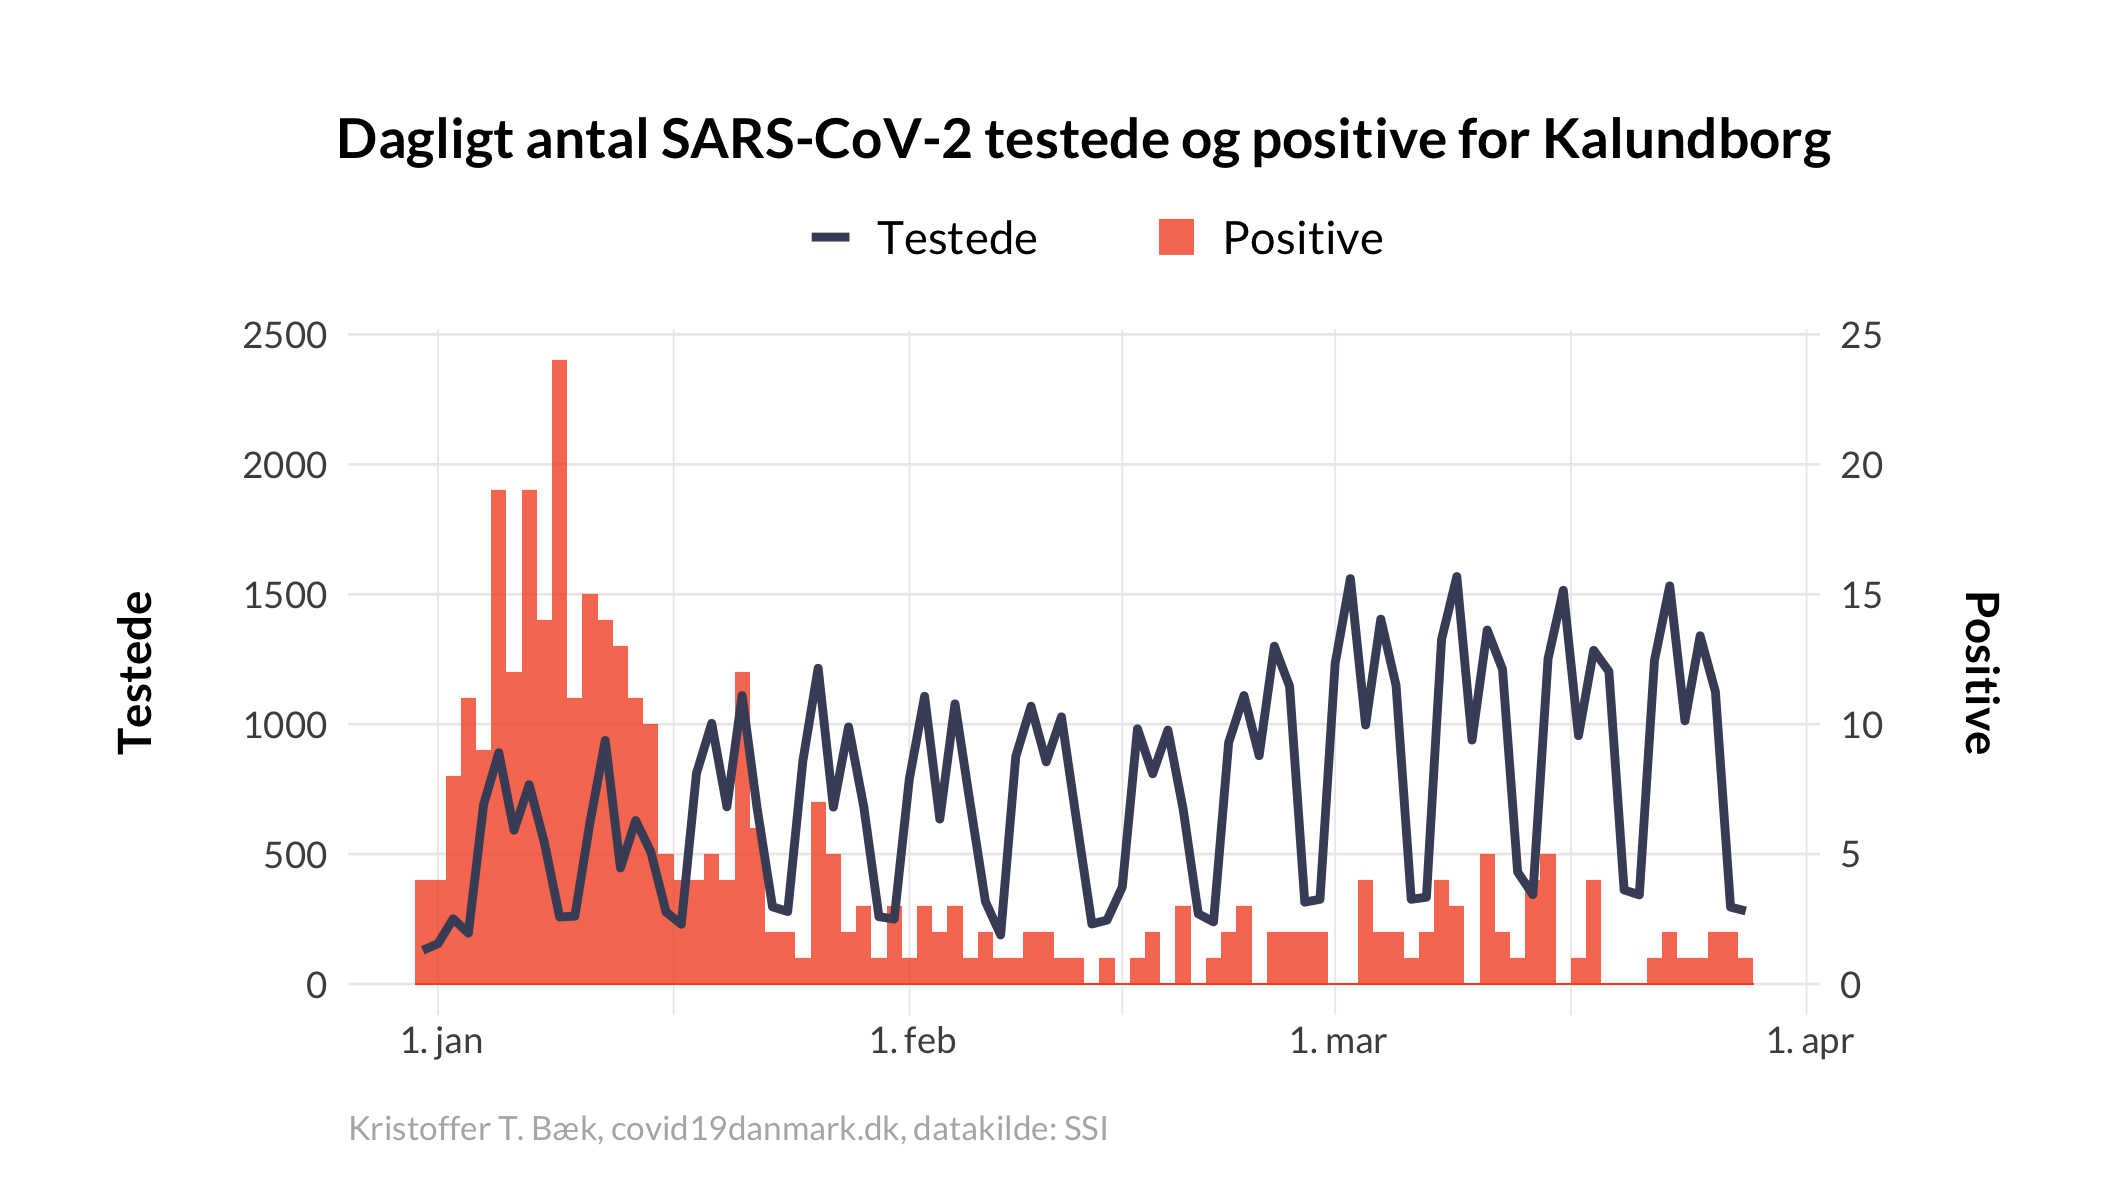 Dagligt antal SARS-CoV-2 testede og positive for Kalundborg
Testede Positive
2500 25
2000 20
1500 15
1000 10
500 5
0 0
Testede
Positive
1. jan 1. feb 1. mar 1. apr
Kristoffer T. Bæk, covid19danmark.dk, datakilde: SSI